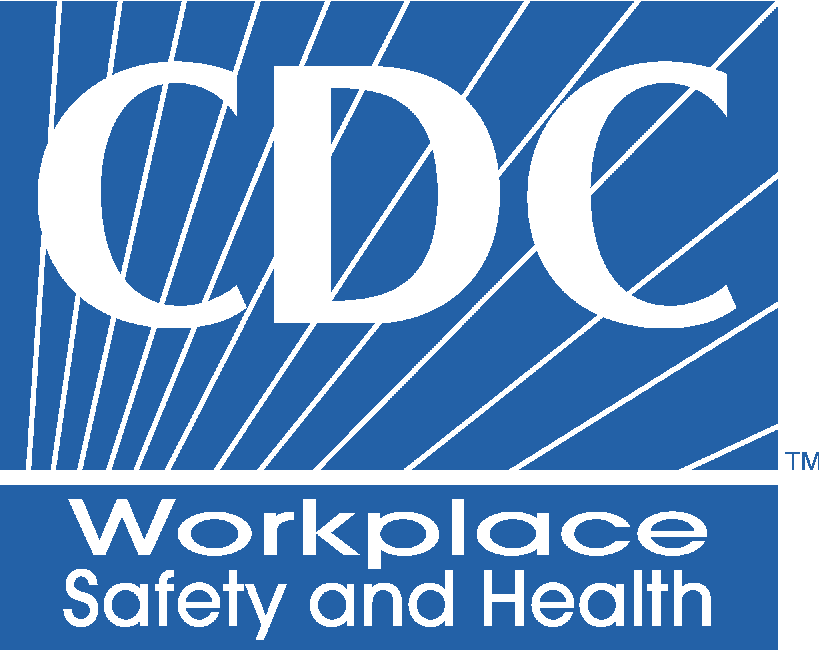 CDC
TM
Workplace
Safety and Health